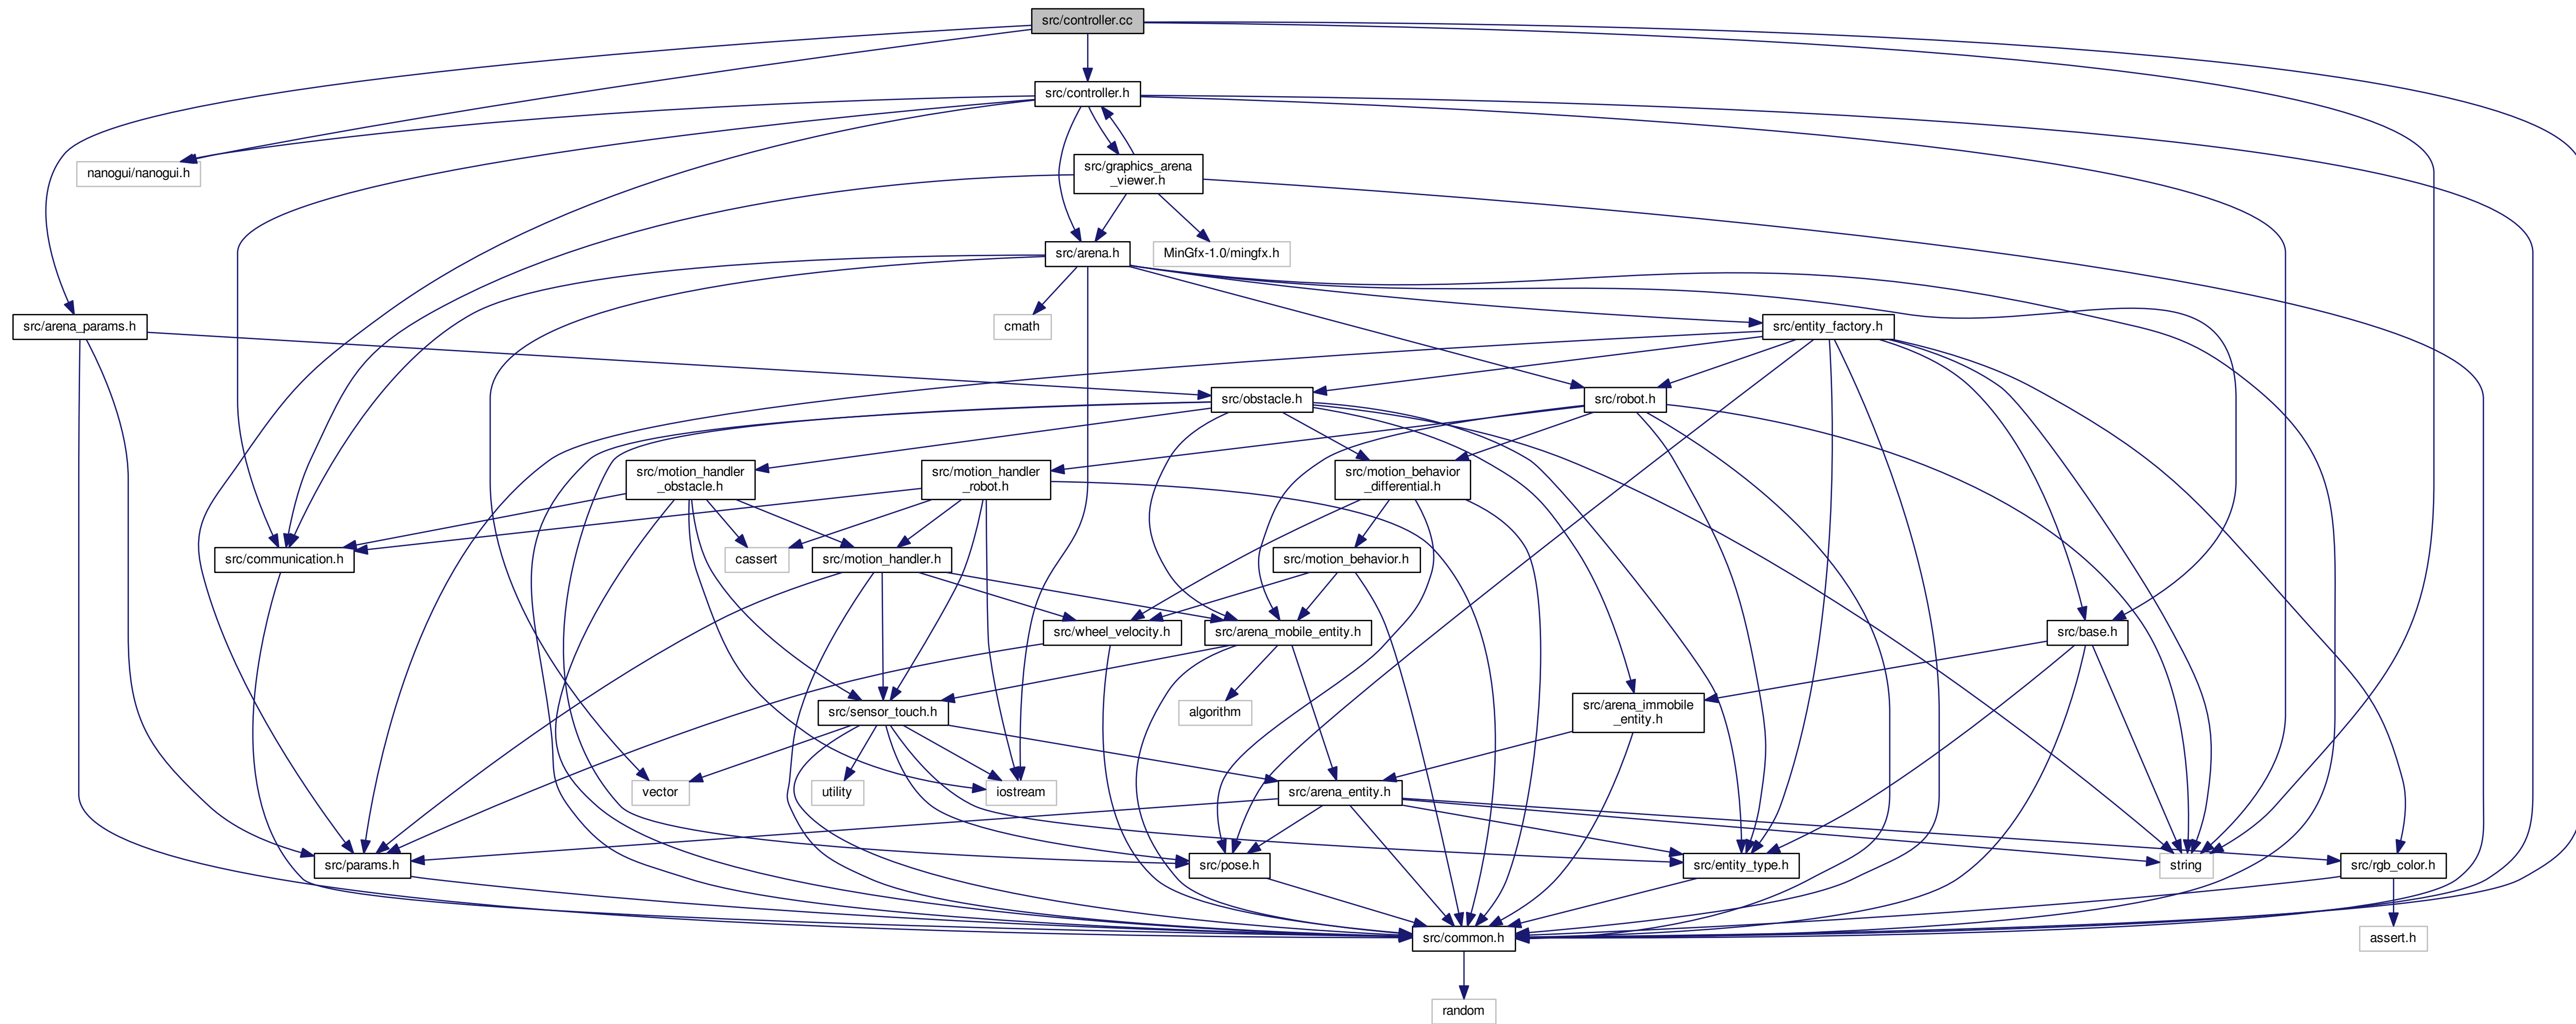 src/controller.cc
src/controller.h
nanogui/nanogui.h
src/graphics_arena
_viewer.h
src/arena.h
MinGfx-1.0/mingfx.h
src/arena_params.h
cmath
src/entity_factory.h
src/obstacle.h
src/robot.h
src/motion_handler
_obstacle.h
src/motion_handler
_robot.h
src/motion_behavior
_differential.h
src/communication.h
cassert
src/motion_handler.h
src/motion_behavior.h
src/wheel_velocity.h
src/arena_mobile_entity.h
src/base.h
src/sensor_touch.h
algorithm
src/arena_immobile
_entity.h
vector
utility
iostream
src/arena_entity.h
src/params.h
src/pose.h
src/entity_type.h
string
src/rgb_color.h
src/common.h
assert.h
random